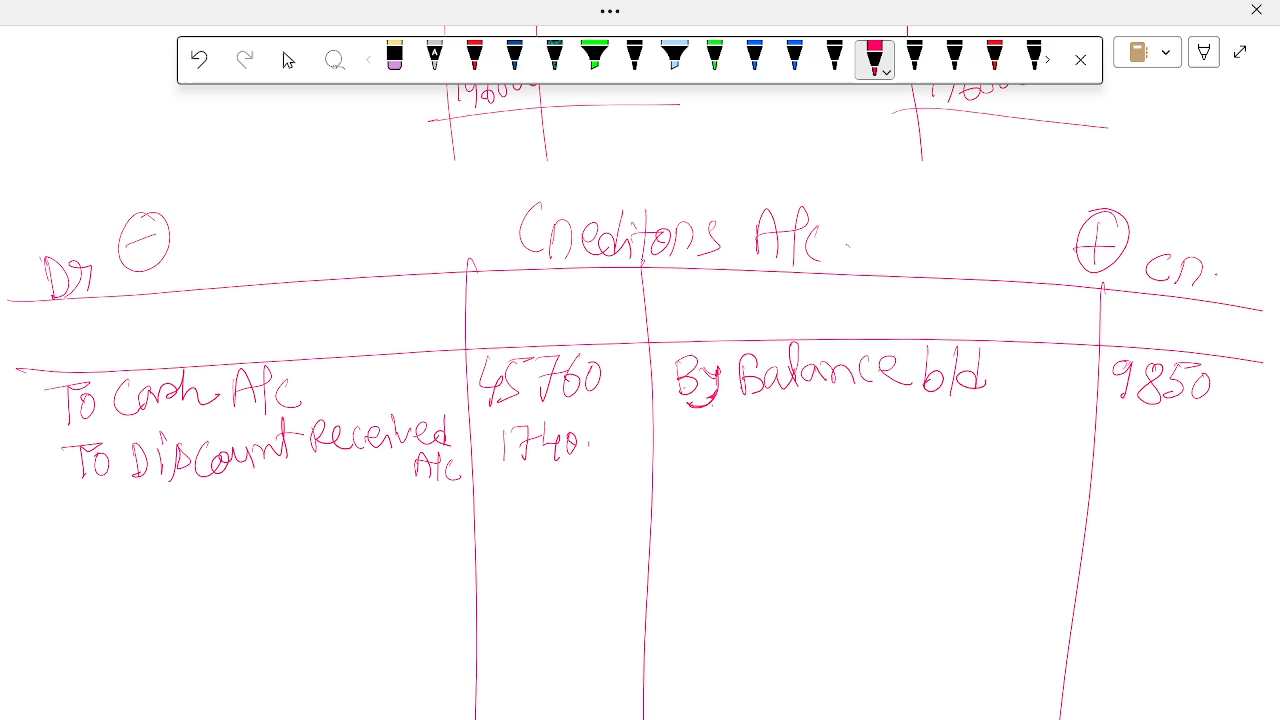 Creditors A/c.
Dr − + Cr.
To Cash A/c 45760 By Balance b/d 9850
To Discount Received A/c 1740.